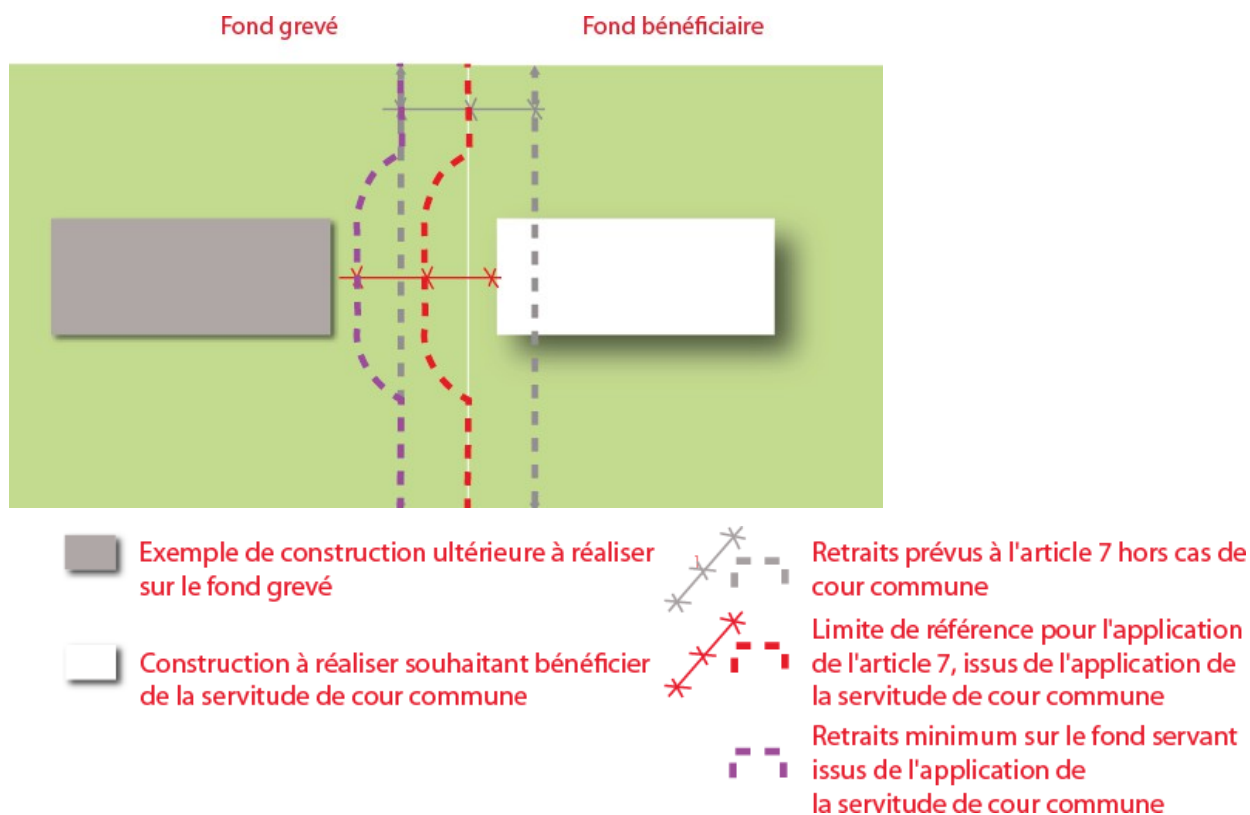 Fond grevé
Fond bénéficiaire
Exemple de construction ultérieure à réaliser
sur le fond grevé
Construction à réaliser souhaitant bénéficier
de la servitude de cour commune
Retraits prévus à l'article 7 hors cas de
cour commune
Limite de référence pour l'application
de l'article 7, issus de l'application de
la servitude de cour commune
Retraits minimum sur le fond servant
issus de l'application de
la servitude de cour commune